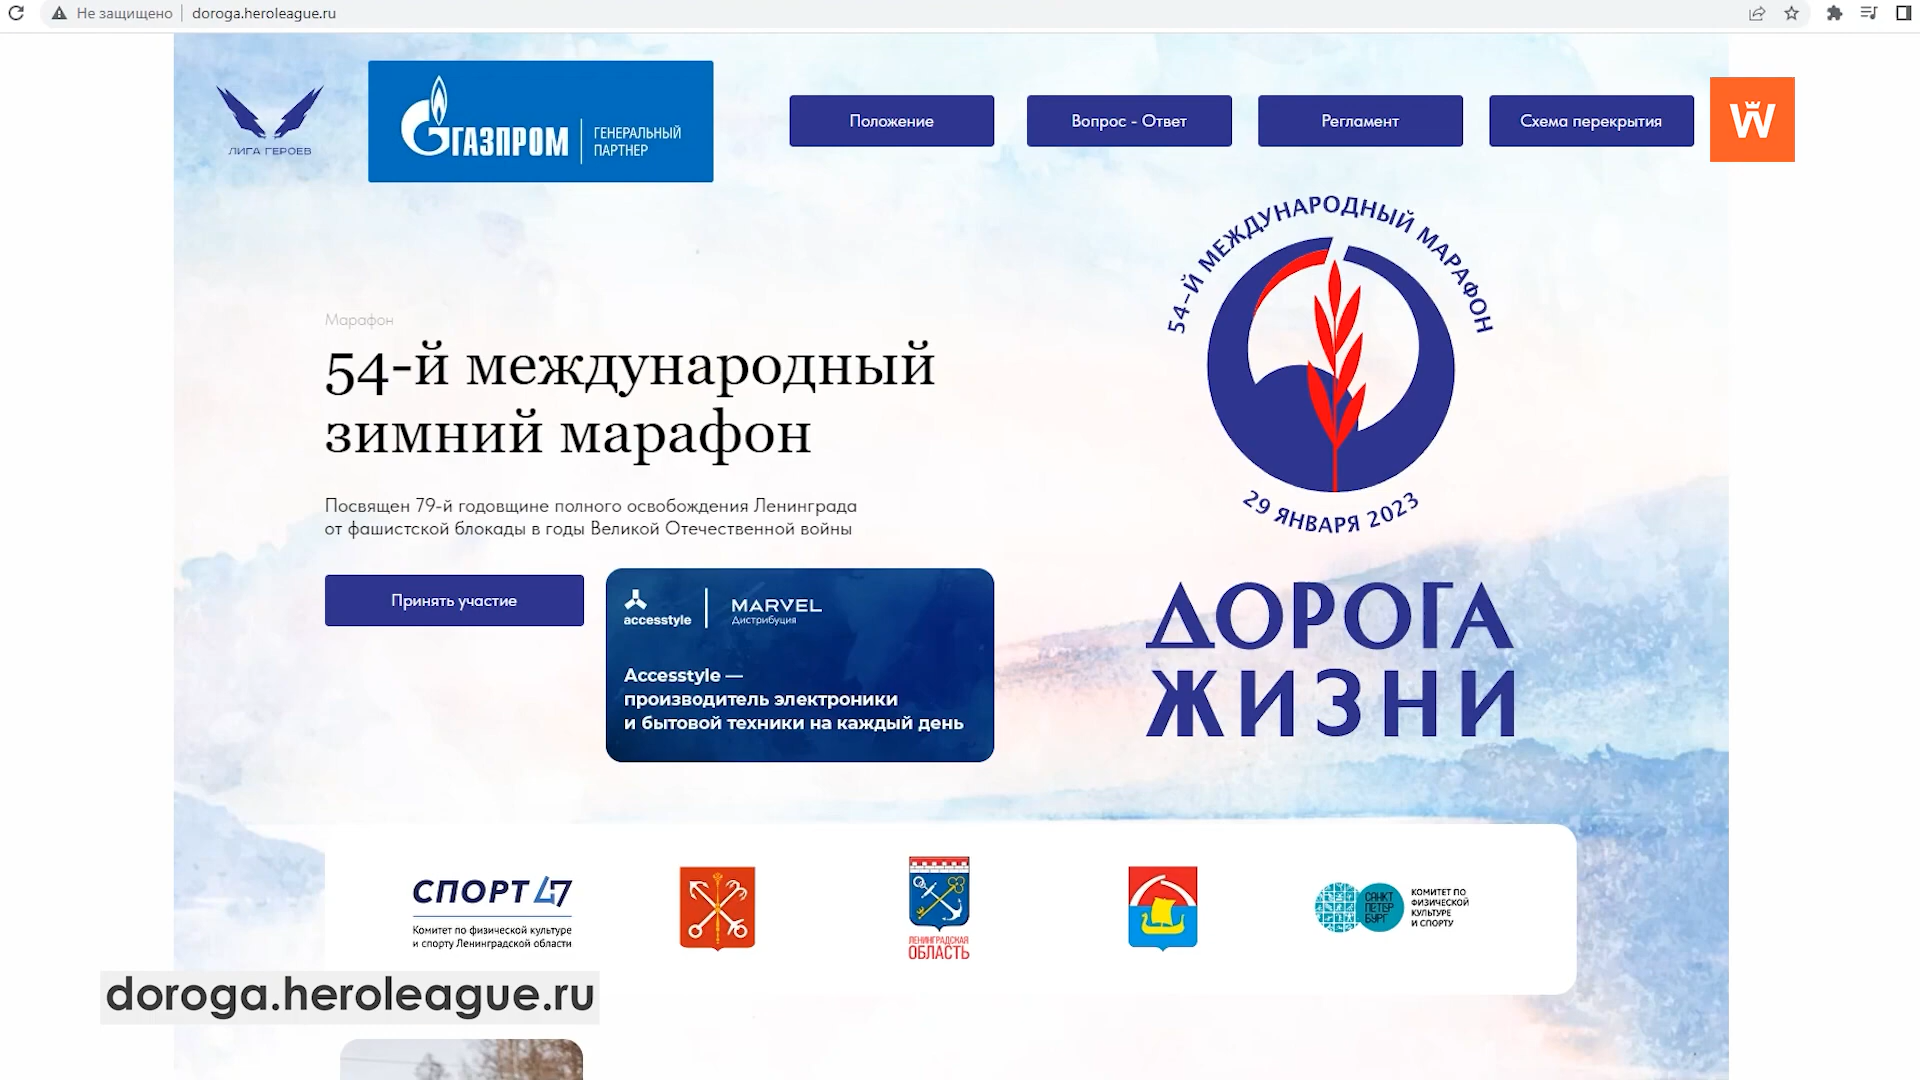 Не защищено
doroga.heroleague.ru
ЛИГА ГЕРОЕВ
ГАЗПРОМ
ГЕНЕРАЛЬНЫЙ
ПАРТНЕР
Положение
Вопрос - Ответ
Регламент
Схема перекрытия
W
54-Й МЕЖДУНАРОДНЫЙ МАРАФОН
Марафон
54-й международный
зимний марафон
Посвящен 79-й годовщине полного освобождения Ленинграда
от фашистской блокады в годы Великой Отечественной войны
29 ЯНВАРЯ 2023
Принять участие
accesstyle
MARVEL
Дистрибуция
Accesstyle —
производитель электроники
и бытовой техники на каждый день
ДОРОГА
ЖИЗНИ
СПОРТ 47
Комитет по физической культуре
и спорту Ленинградской области
ЛЕНИНГРАДСКАЯ
ОБЛАСТЬ
САНКТ
ПЕТЕР
БУРГ
КОМИТЕТ ПО
ФИЗИЧЕСКОЙ
КУЛЬТУРЕ
И СПОРТУ
doroga.heroleague.ru